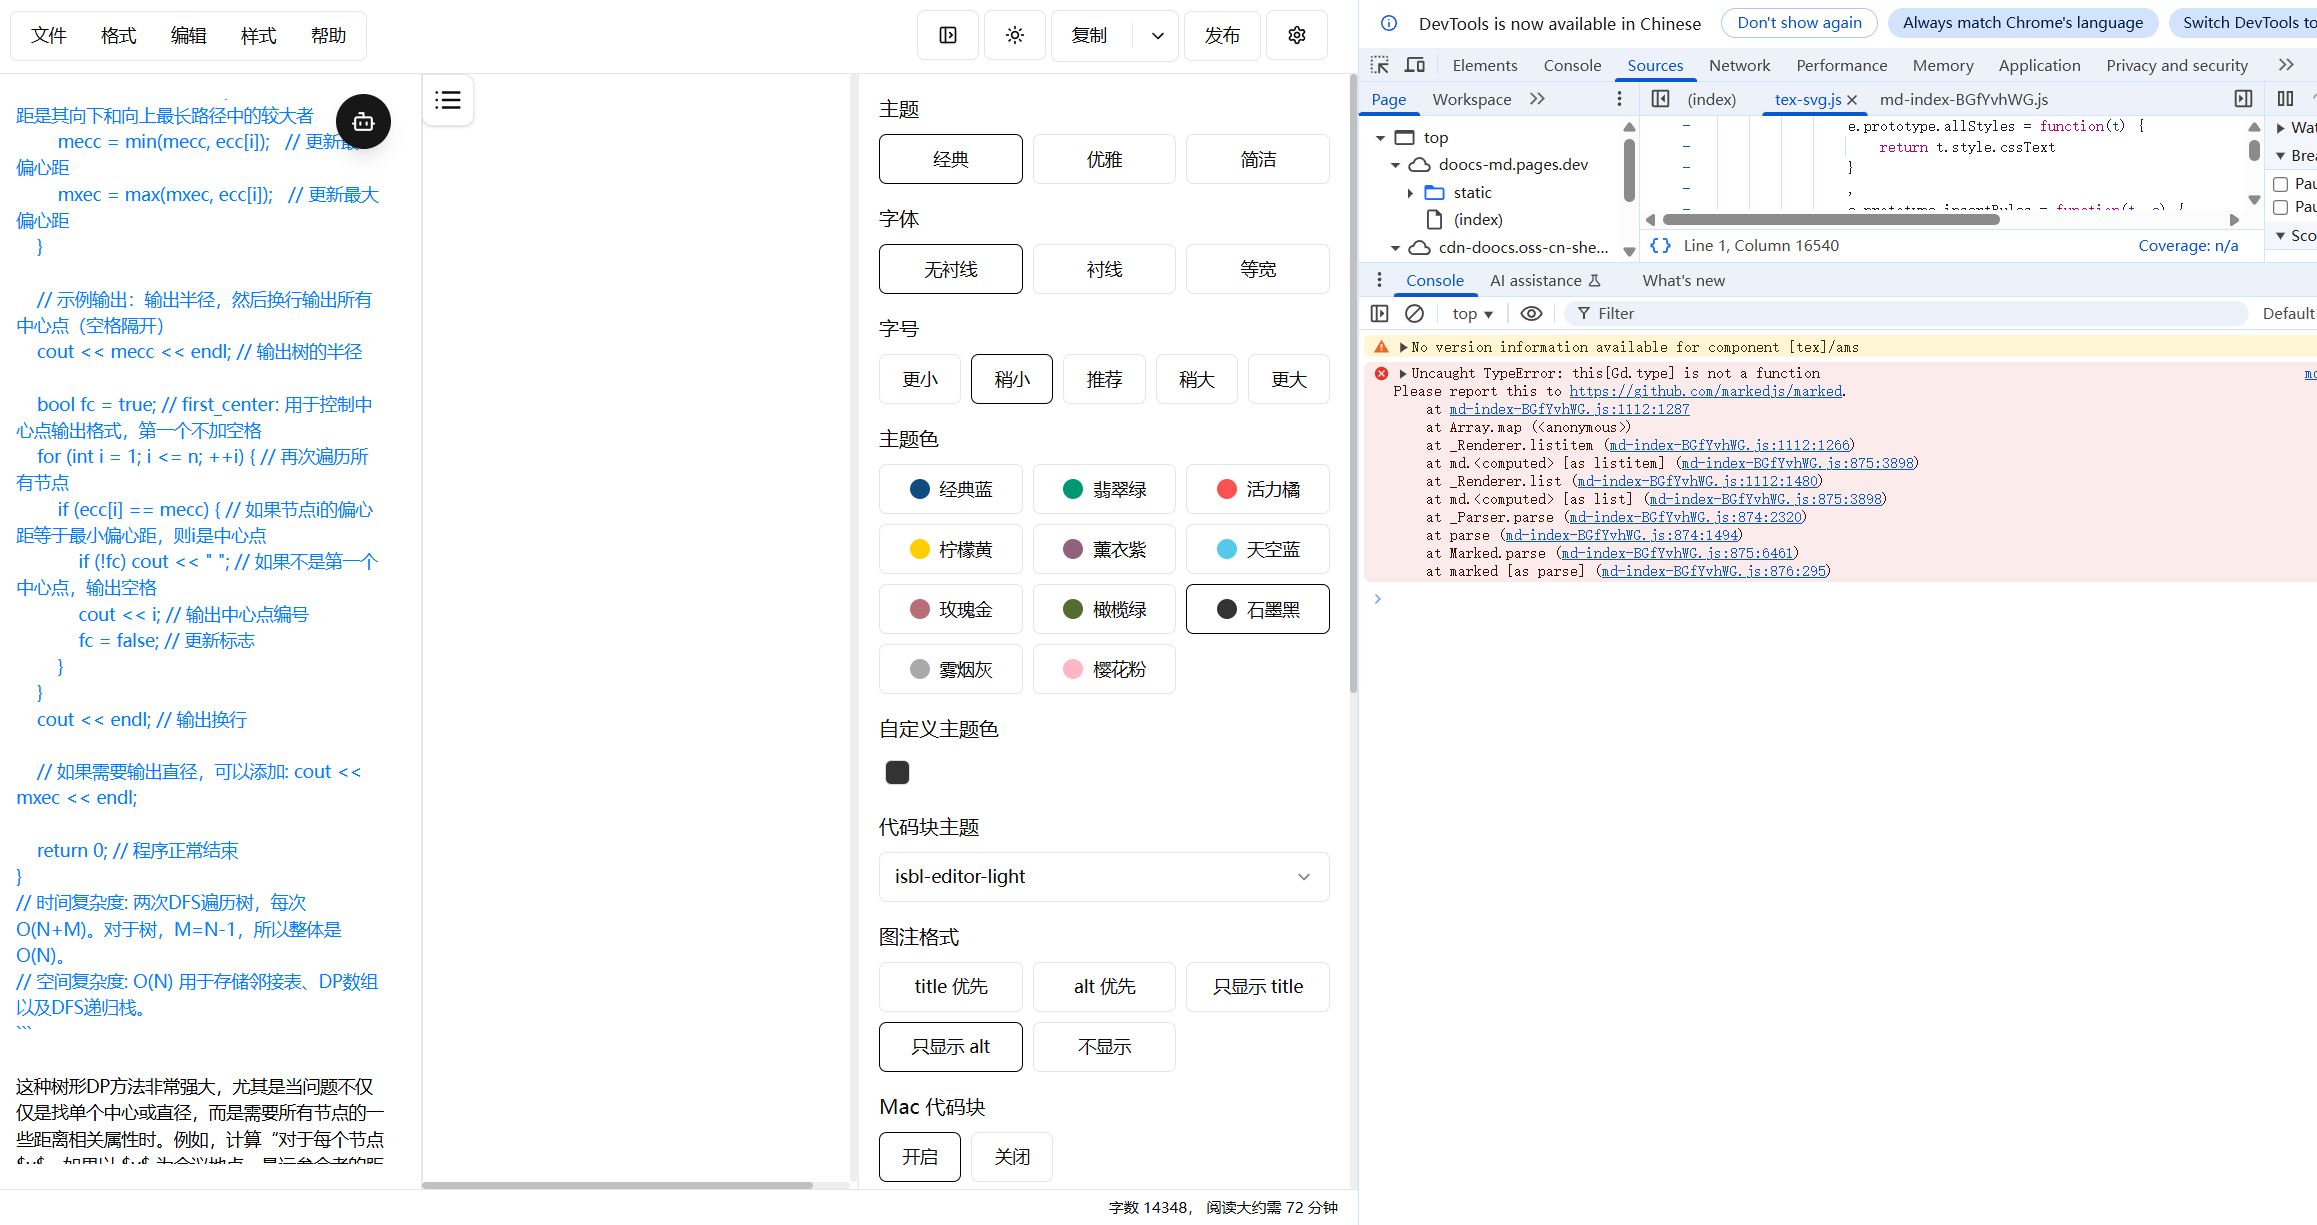 文件 格式 编辑 样式 帮助
复制
发布
距是其向下和向上最长路径中的较大者
mecc = min(mecc, ecc[i]);   // 更新最
偏心距
mxec = max(mxec, ecc[i]);   // 更新最大
偏心距
}
// 示例输出：输出半径，然后换行输出所有
中心点（空格隔开）
cout << mecc << endl; // 输出树的半径
bool fc = true; // first_center: 用于控制中
心点输出格式，第一个不加空格
for (int i = 1; i <= n; ++i) { // 再次遍历所
有节点
if (ecc[i] == mecc) { // 如果节点i的偏心
距等于最小偏心距，则i是中心点
if (!fc) cout << " "; // 如果不是第一个
中心点，输出空格
cout << i; // 输出中心点编号
fc = false; // 更新标志
}
}
cout << endl; // 输出换行
// 如果需要输出直径，可以添加: cout <<
mxec << endl;
return 0; // 程序正常结束
}
// 时间复杂度: 两次DFS遍历树，每次
O(N+M)。对于树，M=N-1，所以整体是
O(N)。
// 空间复杂度: O(N) 用于存储邻接表、DP数组
以及DFS递归栈。
```
这种树形DP方法非常强大，尤其是当问题不仅
仅是找单个中心或直径，而是需要所有节点的一
些距离相关属性时。例如，计算“对于每个节点
主题
经典 优雅 简洁
字体
无衬线 衬线 等宽
字号
更小 稍小 推荐 稍大 更大
主题色
经典蓝 翡翠绿 活力橘
柠檬黄 薰衣紫 天空蓝
玫瑰金 橄榄绿 石墨黑
雾烟灰 樱花粉
自定义主题色
代码块主题
isbl-editor-light
图注格式
title 优先 alt 优先 只显示 title
只显示 alt 不显示
Mac 代码块
开启 关闭
字数 14348， 阅读大约需 72 分钟
DevTools is now available in Chinese Don't show again Always match Chrome's language Switch DevTools to
Elements Console Sources Network Performance Memory Application Privacy and security
Page Workspace (index) tex-svg.js md-index-BGfYvhWG.js
top
doocs-md.pages.dev
static
(index)
cdn-doocs.oss-cn-she...
e.prototype.allStyles = function(t) {
return t.style.cssText
}
,
e.prototype.insertRules = function(t, e) {
{} Line 1, Column 16540 Coverage: n/a
Wat
Brea
Pau
Pau
Sco
Console AI assistance What's new
top Filter Default
No version information available for component [tex]/ams
Uncaught TypeError: this[Gd.type] is not a function
Please report this to https://github.com/markedjs/marked.
at md-index-BGfYvhWG.js:1112:1287
at Array.map (<anonymous>)
at _Renderer.listitem (md-index-BGfYvhWG.js:1112:1266)
at md.<computed> [as listitem] (md-index-BGfYvhWG.js:875:3898)
at _Renderer.list (md-index-BGfYvhWG.js:1112:1480)
at md.<computed> [as list] (md-index-BGfYvhWG.js:875:3898)
at _Parser.parse (md-index-BGfYvhWG.js:874:2320)
at parse (md-index-BGfYvhWG.js:874:1494)
at Marked.parse (md-index-BGfYvhWG.js:875:6461)
at marked [as parse] (md-index-BGfYvhWG.js:876:295)